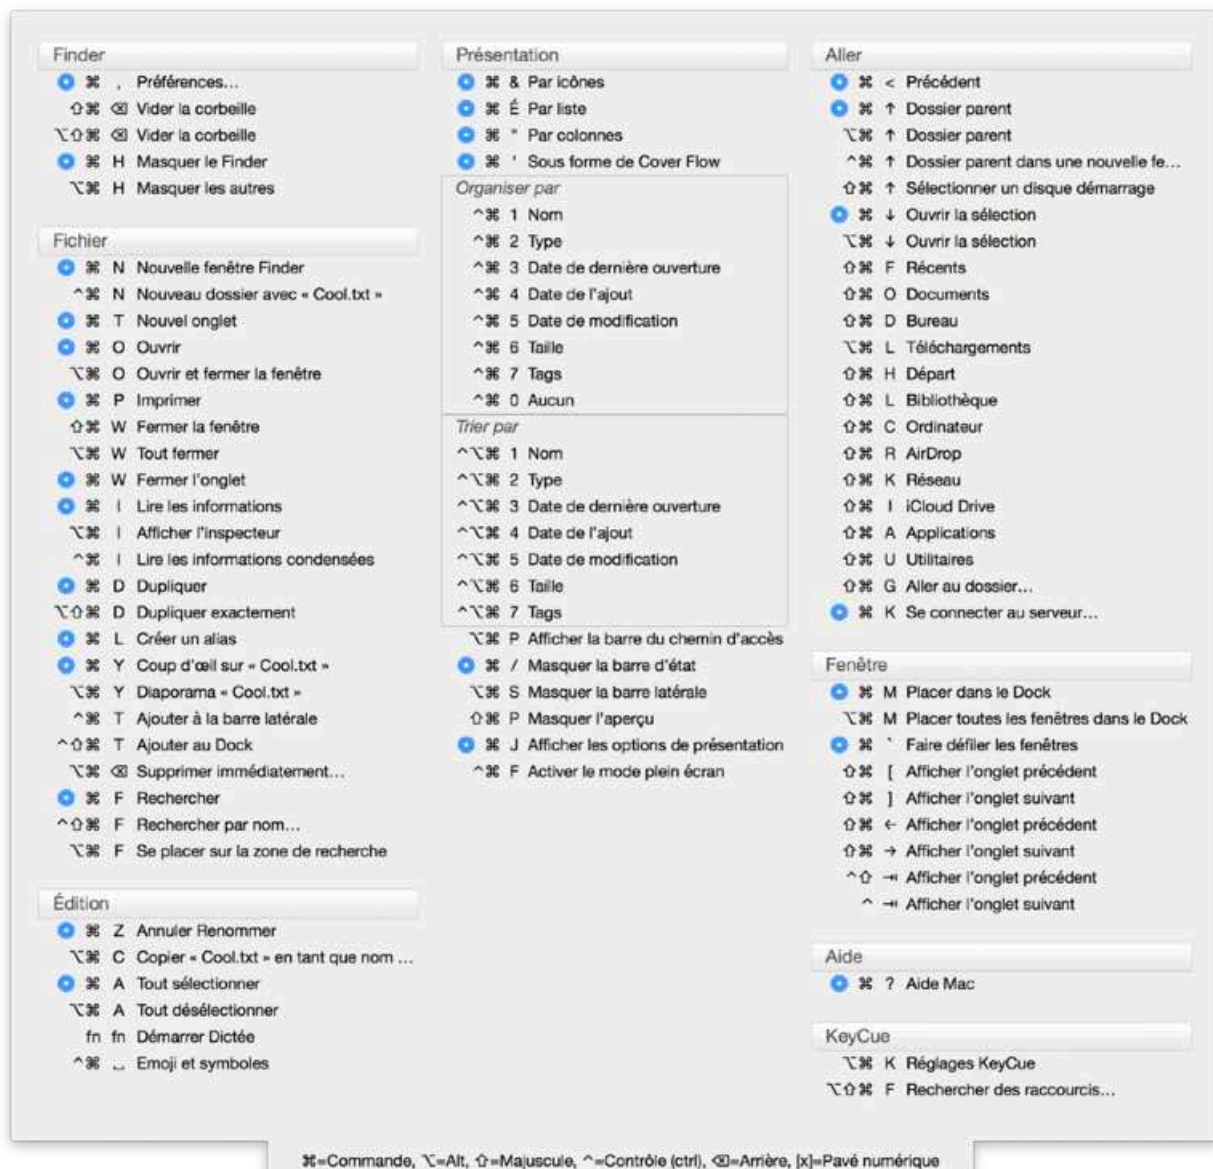 Finder
⌘ , Préférences...
⇧⌘ ⌫ Vider la corbeille
⌥⇧⌘ ⌫ Vider la corbeille
⌘ H Masquer le Finder
⌥⌘ H Masquer les autres
Fichier
⌘ N Nouvelle fenêtre Finder
^⌘ N Nouveau dossier avec « Cool.txt »
⌘ T Nouvel onglet
⌘ O Ouvrir
⌥⌘ O Ouvrir et fermer la fenêtre
⌘ P Imprimer
⇧⌘ W Fermer la fenêtre
⌥⌘ W Tout fermer
⌘ W Fermer l'onglet
⌘ I Lire les informations
⌥⌘ I Afficher l'inspecteur
^⌘ I Lire les informations condensées
⌘ D Dupliquer
⌥⇧⌘ D Dupliquer exactement
⌘ L Créer un alias
⌘ Y Coup d'œil sur « Cool.txt »
⌥⌘ Y Diaporama « Cool.txt »
^⌘ T Ajouter à la barre latérale
^⇧⌘ T Ajouter au Dock
⌥⌘ ⌫ Supprimer immédiatement...
⌘ F Rechercher
^⇧⌘ F Rechercher par nom...
⌥⌘ F Se placer sur la zone de recherche
Édition
⌘ Z Annuler Renommer
⌥⌘ C Copier « Cool.txt » en tant que nom ...
⌘ A Tout sélectionner
⌥⌘ A Tout désélectionner
fn fn Démarrer Dictée
^⌘ ⎵ Emoji et symboles
Présentation
⌘ & Par icônes
⌘ É Par liste
⌘ " Par colonnes
⌘ ' Sous forme de Cover Flow
Organiser par
^⌘ 1 Nom
^⌘ 2 Type
^⌘ 3 Date de dernière ouverture
^⌘ 4 Date de l'ajout
^⌘ 5 Date de modification
^⌘ 6 Taille
^⌘ 7 Tags
^⌘ 0 Aucun
Trier par
^⌥⌘ 1 Nom
^⌥⌘ 2 Type
^⌥⌘ 3 Date de dernière ouverture
^⌥⌘ 4 Date de l'ajout
^⌥⌘ 5 Date de modification
^⌥⌘ 6 Taille
^⌥⌘ 7 Tags
⌥⌘ P Afficher la barre du chemin d'accès
⌘ / Masquer la barre d'état
⌥⌘ S Masquer la barre latérale
⇧⌘ P Masquer l'aperçu
⌘ J Afficher les options de présentation
^⌘ F Activer le mode plein écran
Aller
⌘ < Précédent
⌘ ↑ Dossier parent
⌥⌘ ↑ Dossier parent
^⌘ ↑ Dossier parent dans une nouvelle fe...
⇧⌘ ↑ Sélectionner un disque démarrage
⌘ ↓ Ouvrir la sélection
⌥⌘ ↓ Ouvrir la sélection
⇧⌘ F Récents
⇧⌘ O Documents
⇧⌘ D Bureau
⌥⌘ L Téléchargements
⇧⌘ H Départ
⇧⌘ L Bibliothèque
⇧⌘ C Ordinateur
⇧⌘ R AirDrop
⇧⌘ K Réseau
⇧⌘ I iCloud Drive
⇧⌘ A Applications
⇧⌘ U Utilitaires
⇧⌘ G Aller au dossier...
⌘ K Se connecter au serveur...
Fenêtre
⌘ M Placer dans le Dock
⌥⌘ M Placer toutes les fenêtres dans le Dock
⌘ ` Faire défiler les fenêtres
⇧⌘ [ Afficher l'onglet précédent
⇧⌘ ] Afficher l'onglet suivant
⇧⌘ ← Afficher l'onglet précédent
⇧⌘ → Afficher l'onglet suivant
^⇧ ⇥ Afficher l'onglet précédent
^ ⇥ Afficher l'onglet suivant
Aide
⌘ ? Aide Mac
KeyCue
⌥⌘ K Réglages KeyCue
⌥⇧⌘ F Rechercher des raccourcis...
⌘=Commande, ⌥=Alt, ⇧=Majuscule, ^=Contrôle (ctrl), ⌫=Arrière, [x]=Pavé numérique